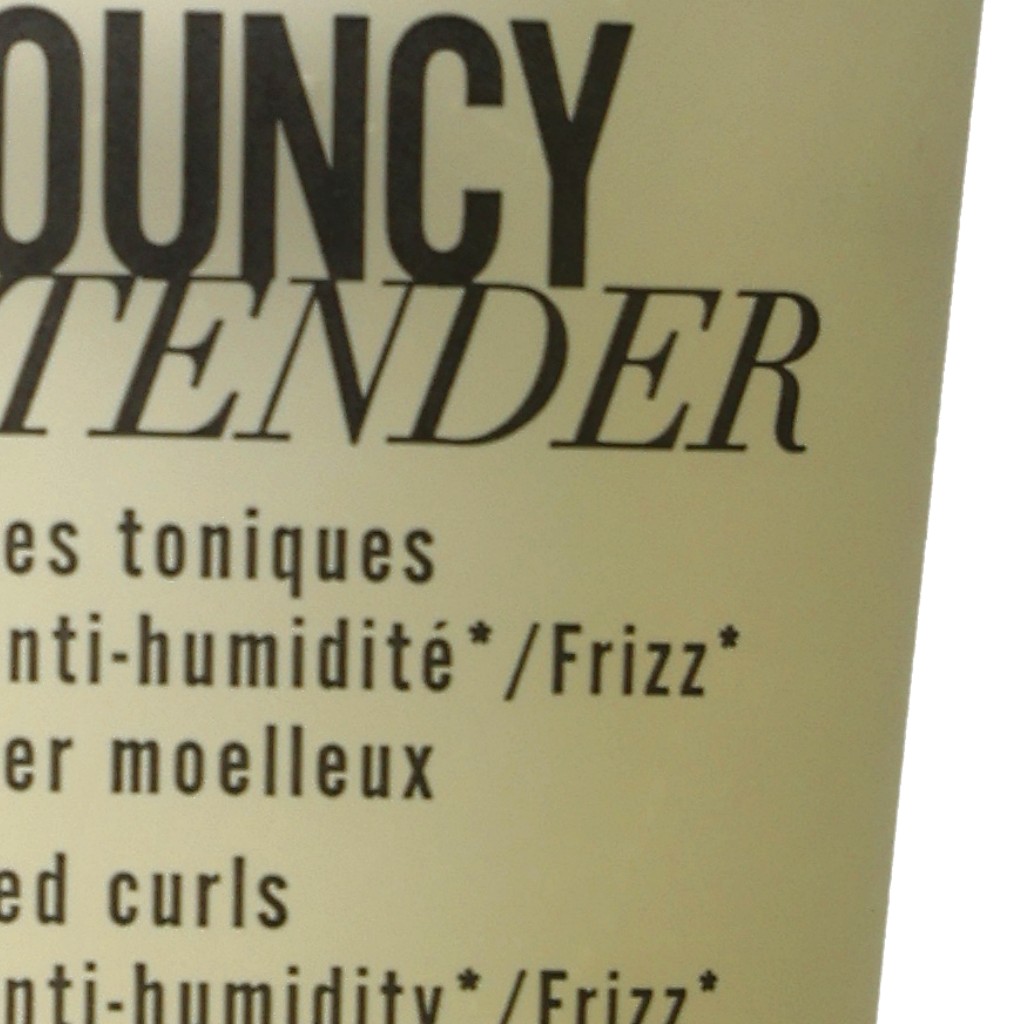 OUNCY
TENDER
es toniques
nti-humidité*/Frizz*
er moelleux
ed curls
nti-humidity*/Frizz*